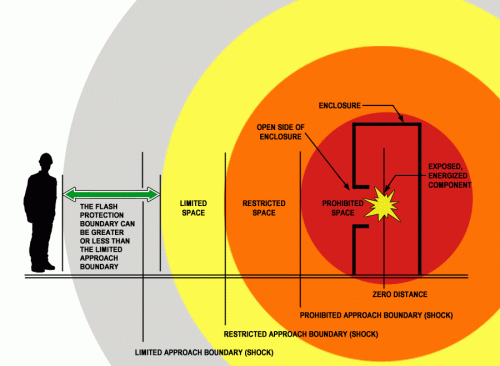 ENCLOSURE
OPEN SIDE OF
ENCLOSURE
EXPOSED,
ENERGIZED
COMPONENT
THE FLASH
PROTECTION
BOUNDARY CAN
BE GREATER
OR LESS THAN
THE LIMITED
APPROACH
BOUNDARY
LIMITED
SPACE
RESTRICTED
SPACE
PROHIBITED
SPACE
ZERO DISTANCE
PROHIBITED APPROACH BOUNDARY (SHOCK)
RESTRICTED APPROACH BOUNDARY (SHOCK)
LIMITED APPROACH BOUNDARY (SHOCK)